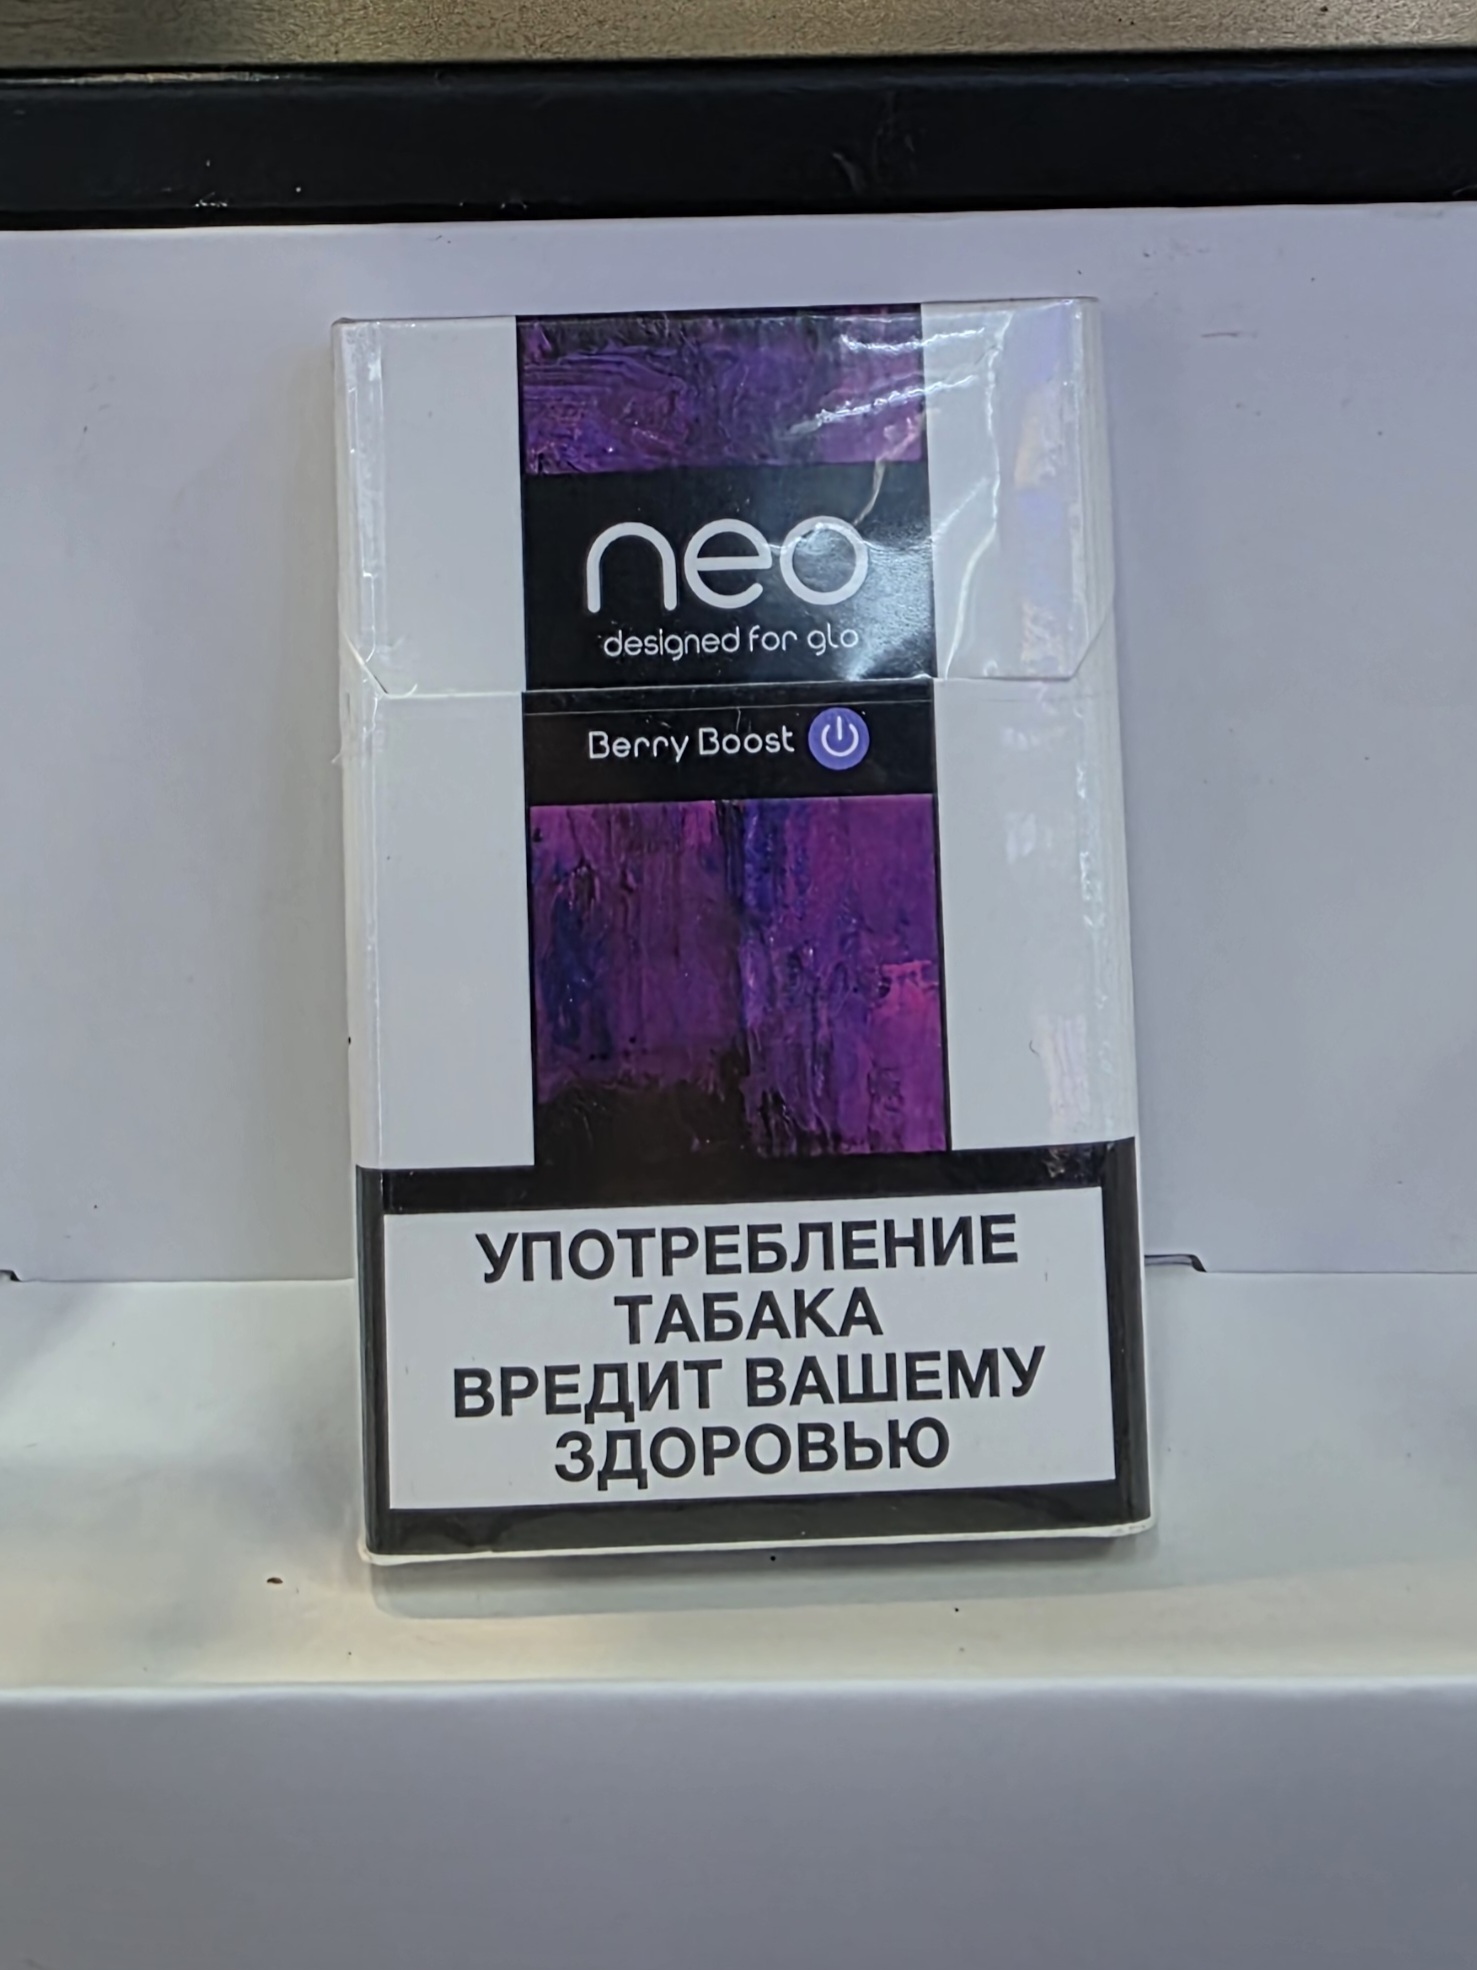 neo
designed for glo
Berry Boost
УПОТРЕБЛЕНИЕ
ТАБАКА
ВРЕДИТ ВАШЕМУ
ЗДОРОВЬЮ